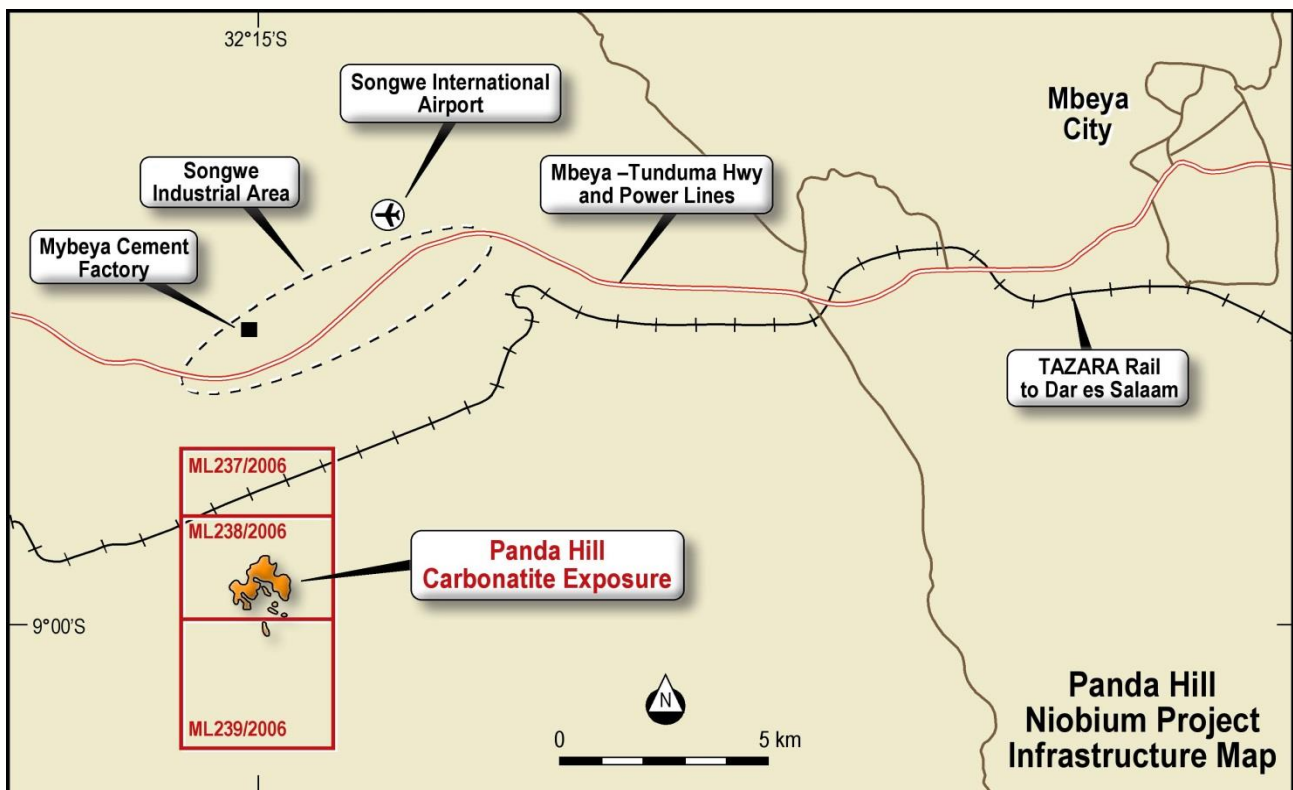 32°15'S
Songwe International
Airport
Mbeya
City
Songwe
Industrial Area
Mbeya –Tunduma Hwy
and Power Lines
Mybeya Cement
Factory
TAZARA Rail
to Dar es Salaam
ML237/2006
ML238/2006
Panda Hill
Carbonatite Exposure
9°00'S
ML239/2006
N
0 5 km
Panda Hill
Niobium Project
Infrastructure Map